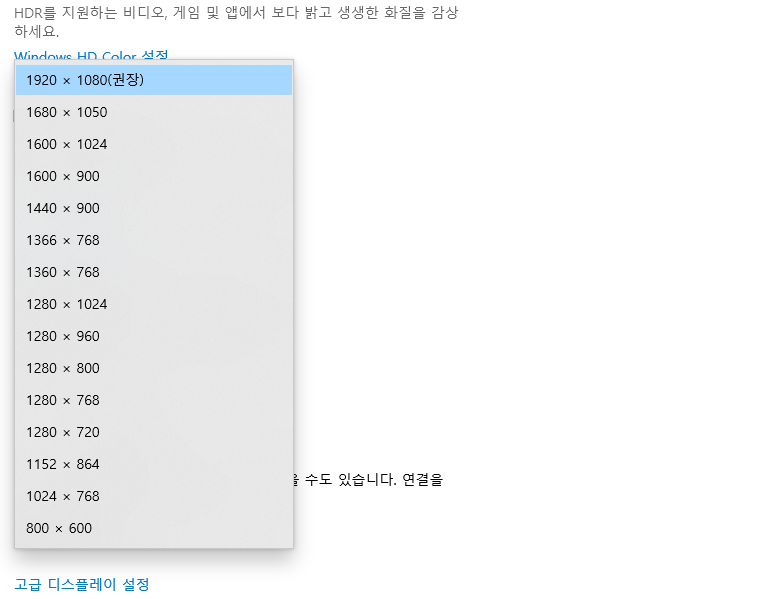 HDR를 지원하는 비디오, 게임 및 앱에서 보다 밝고 생생한 화질을 감상
하세요.
Windows HD Color 설정
1920 × 1080(권장)
1680 × 1050
1600 × 1024
1600 × 900
1440 × 900
1366 × 768
1360 × 768
1280 × 1024
1280 × 960
1280 × 800
1280 × 768
1280 × 720
1152 × 864
수도 있습니다. 연결을
1024 × 768
800 × 600
고급 디스플레이 설정